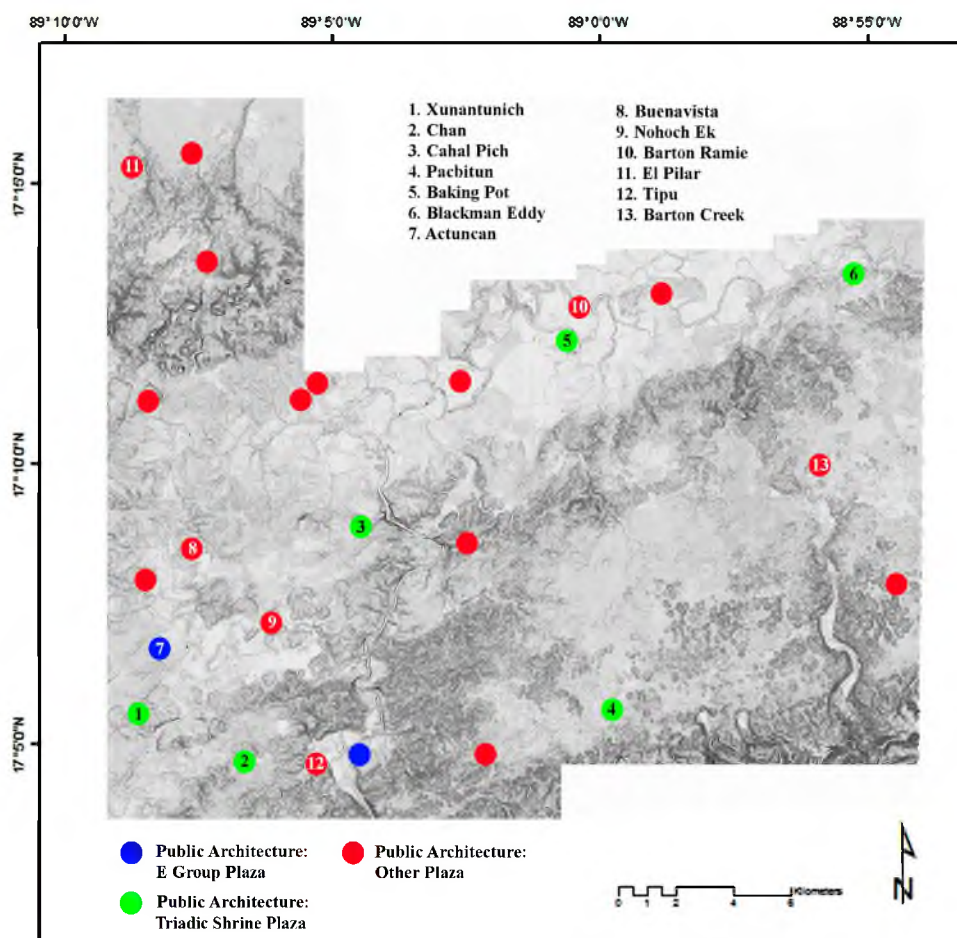 89°10'0"W 89°5'0"W 89°0'0"W 88°55'0"W
17°15'0"N
17°10'0"N
17°5'0"N
1. Xunantunich
2. Chan
3. Cahal Pich
4. Pacbitun
5. Baking Pot
6. Blackman Eddy
7. Actuncan
8. Buenavista
9. Nohoch Ek
10. Barton Ramie
11. El Pilar
12. Tipu
13. Barton Creek
11
6
10
5
13
3
8
9
7
4
1
2
12
Public Architecture:
E Group Plaza
Public Architecture:
Triadic Shrine Plaza
Public Architecture:
Other Plaza
Kilometers
0 1 2 4 6
N